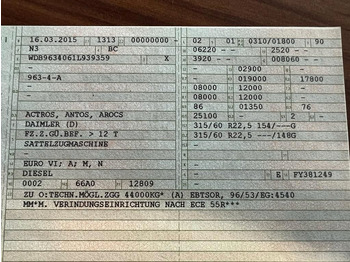 16.03.2015 1313 00000000 - 02 01 0310/01800 90
N3 BC 06220 - 2520 -
WDB9634061L939359 X 3920 - 008060 -
- - 02900 -
963-4-A - 019000 17800
- 08000 12000 -
08000 12000 -
- 86 01350 76
ACTROS, ANTOS, AROCS 25100 - 2 -
DAIMLER (D) 315/60 R22,5 154/---G
FZ.Z.GÜ.BEF. > 12 T -
SATTELZUGMASCHINE 315/60 R22,5 /148G
- -
EURO VI; A; M, N -
DIESEL - E FY381249
0002 66A0 12809
ZU O:TECHN.MÖGL.ZGG 44000KG* (A) EBTSOR, 96/53/EG:4540
MM*M. VERINDUNGSEINRICHTUNG NACH ECE 55R***